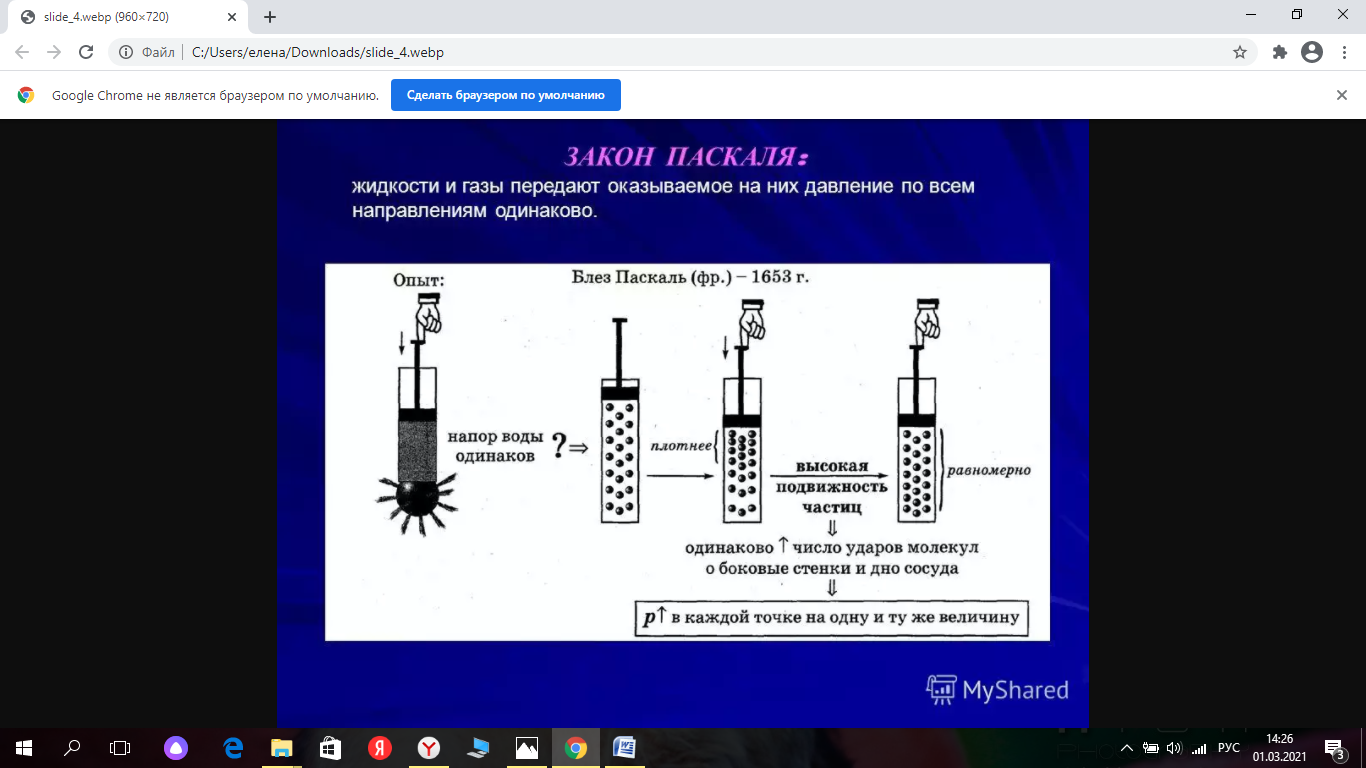 slide_4.webp (960×720)
Файл
C:/Users/елена/Downloads/slide_4.webp
Google Chrome не является браузером по умолчанию.
Сделать браузером по умолчанию
ЗАКОН ПАСКАЛЯ:
жидкости и газы передают оказываемое на них давление по всем
направлениям одинаково.
Опыт:
Блез Паскаль (фр.) – 1653 г.
напор воды
одинаков
? ⇒
плотнее
высокая
подвижность
частиц
равномерно
⇓
одинаково ↑ число ударов молекул
о боковые стенки и дно сосуда
⇓
p↑ в каждой точке на одну и ту же величину
MyShared
РУС
14:26
01.03.2021
3